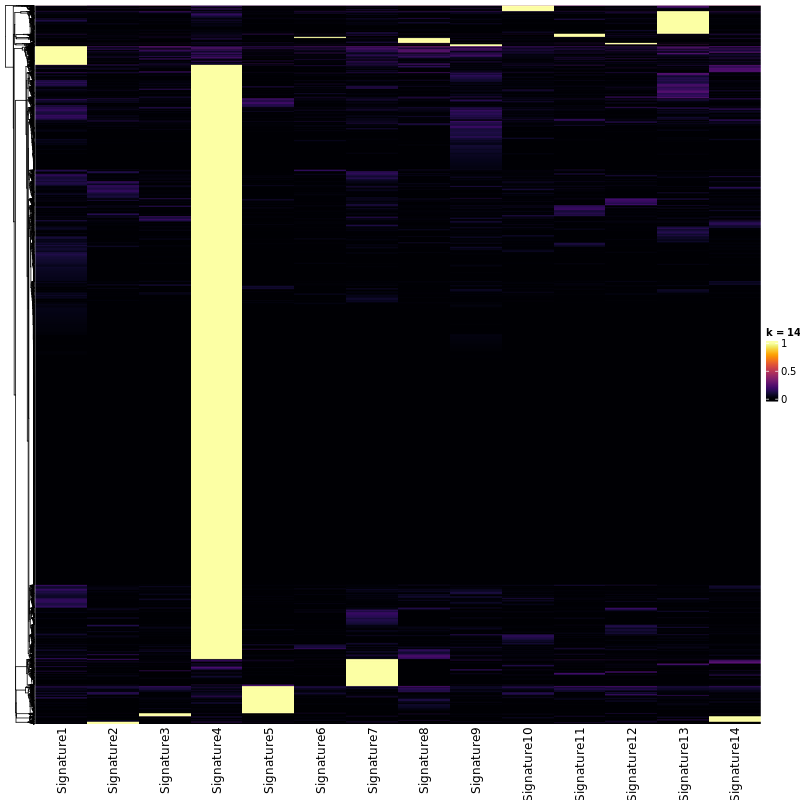 k = 14
1
0.5
0
Signature1
Signature2
Signature3
Signature4
Signature5
Signature6
Signature7
Signature8
Signature9
Signature10
Signature11
Signature12
Signature13
Signature14